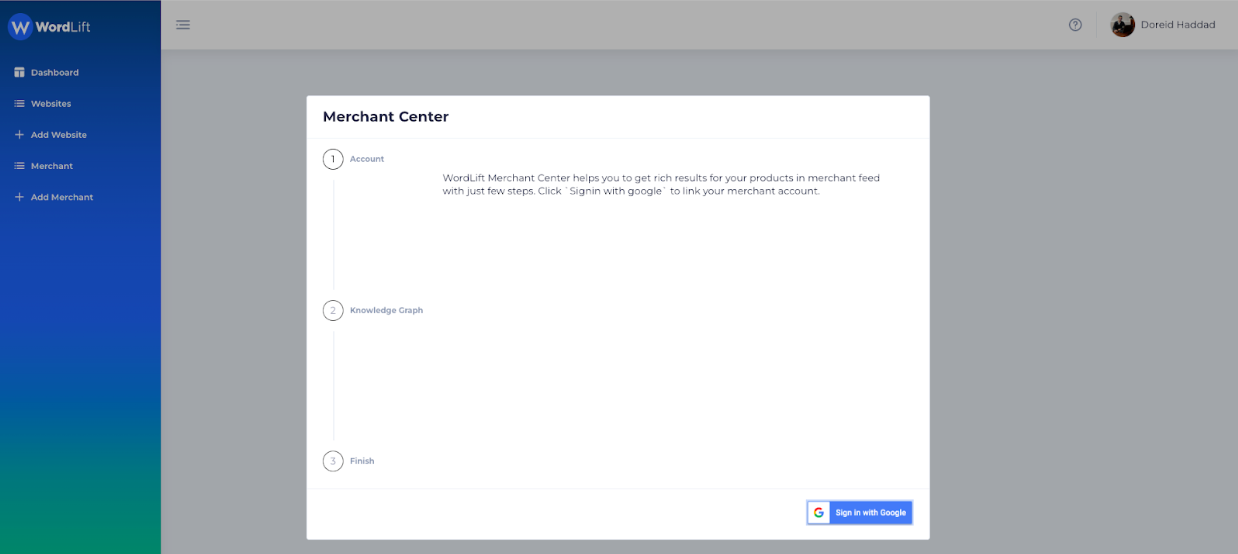 WordLift
Doreid Haddad
Dashboard
Websites
Add Website
Merchant
Add Merchant
Merchant Center
1 Account
WordLift Merchant Center helps you to get rich results for your products in merchant feed
with just few steps. Click `Signin with google` to link your merchant account.
2 Knowledge Graph
3 Finish
Sign in with Google